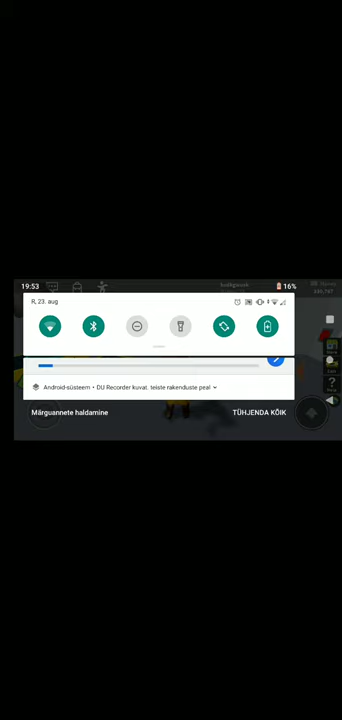 19:53
16%
R, 23. aug
Android-süsteem • DU Recorder kuvat. teiste rakenduste peal
Märguannete haldamine
TÜHJENDA KÕIK